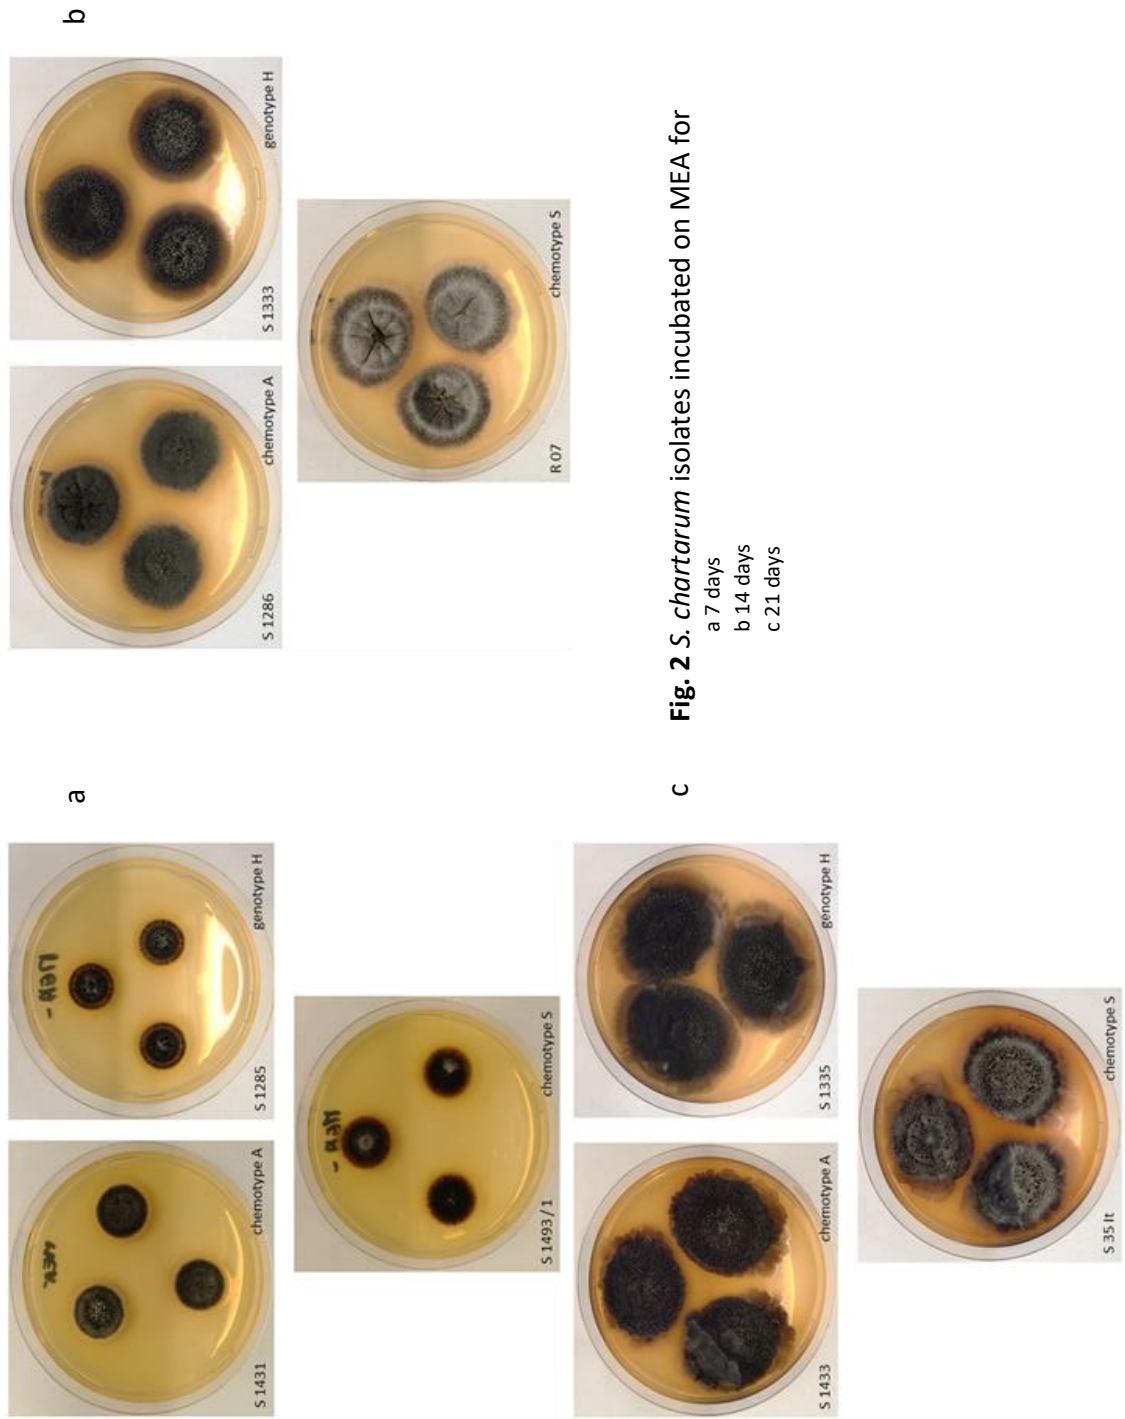 a
S 1431 chemotype A
S 1285 genotype H
S 1493/1 chemotype S
b
S 1286 chemotype A
S 1333 genotype H
R 07 chemotype S
c
S 1433 chemotype A
S 1335 genotype H
S 35 It chemotype S
Fig. 2 S. chartarum isolates incubated on MEA for
a 7 days
b 14 days
c 21 days